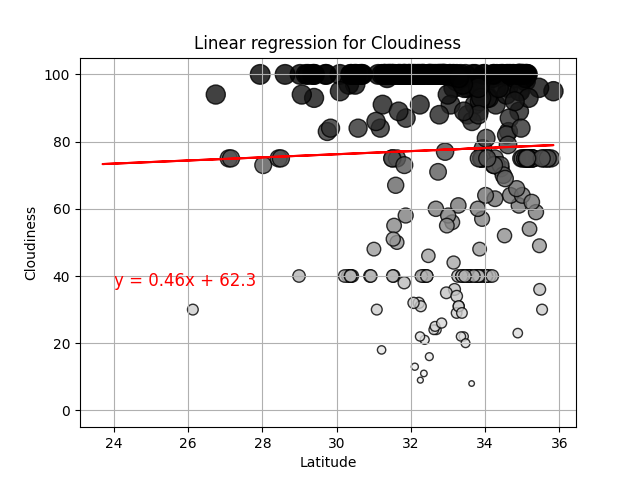 Linear regression for Cloudiness
100
80
60
40
20
0
Cloudiness
y = 0.46x + 62.3
24 26 28 30 32 34 36
Latitude